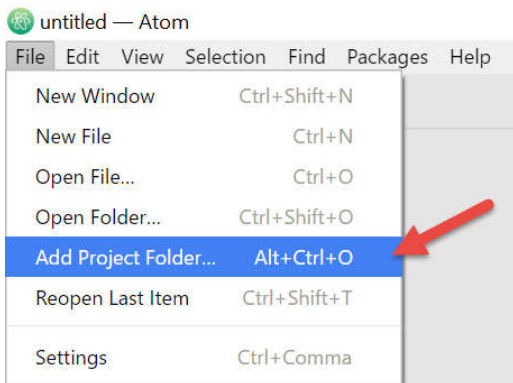 untitled — Atom
File Edit View Selection Find Packages Help
New Window Ctrl+Shift+N
New File Ctrl+N
Open File... Ctrl+O
Open Folder... Ctrl+Shift+O
Add Project Folder... Alt+Ctrl+O
Reopen Last Item Ctrl+Shift+T
Settings Ctrl+Comma